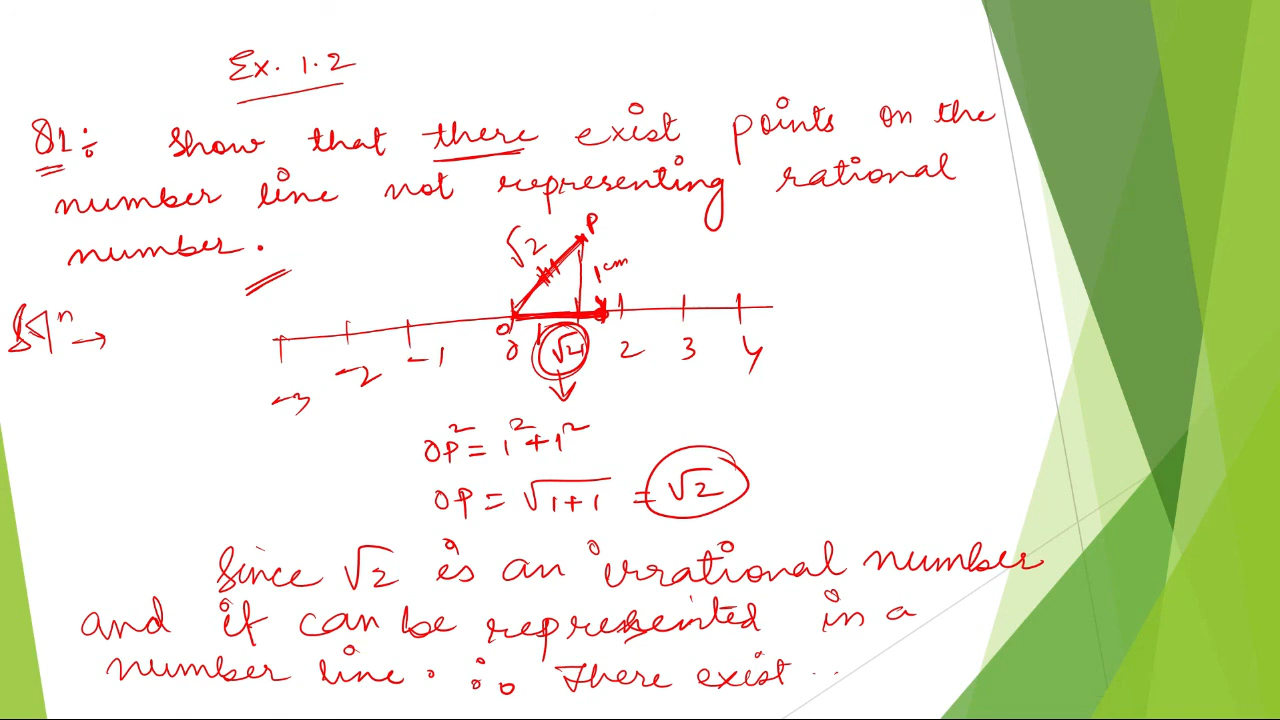 Ex. 1.2
Q1:- Show that there exist points on the
number line not representing rational
number.
Solⁿ →
P
√2
1 cm
O
-3 -2 -1 0 √2 2 3 4
OP² = 1² + 1²
OP = √1+1 = √2
Since √2 is an irrational number
and it can be represented in a
number line. ∴ There exist ..